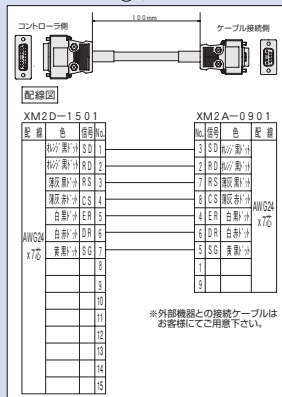 100mm
コントローラ側
ケーブル接続側
配線図
XM2D-1501
XM2A-0901
配線 色 信号 No.
No. 信号 色 配線
オレンジ 黒ドット SD 1
3 SD オレンジ 黒ドット
オレンジ 黒ドット RD 2
2 RD オレンジ 黒ドット
薄灰 黒ドット RS 3
7 RS 薄灰 黒ドット
薄灰 赤ドット CS 4
8 CS 薄灰 赤ドット
白 黒ドット ER 5
4 ER 白 黒ドット
AWG24 x7芯
白 赤ドット DR 6
6 DR 白 赤ドット
AWG24 x7芯
黄 黒ドット SG 7
5 SG 黄 黒ドット
8
1
9
9
10
11
12
13
14
15
※外部機器との接続ケーブルは
お客様にてご用意下さい。